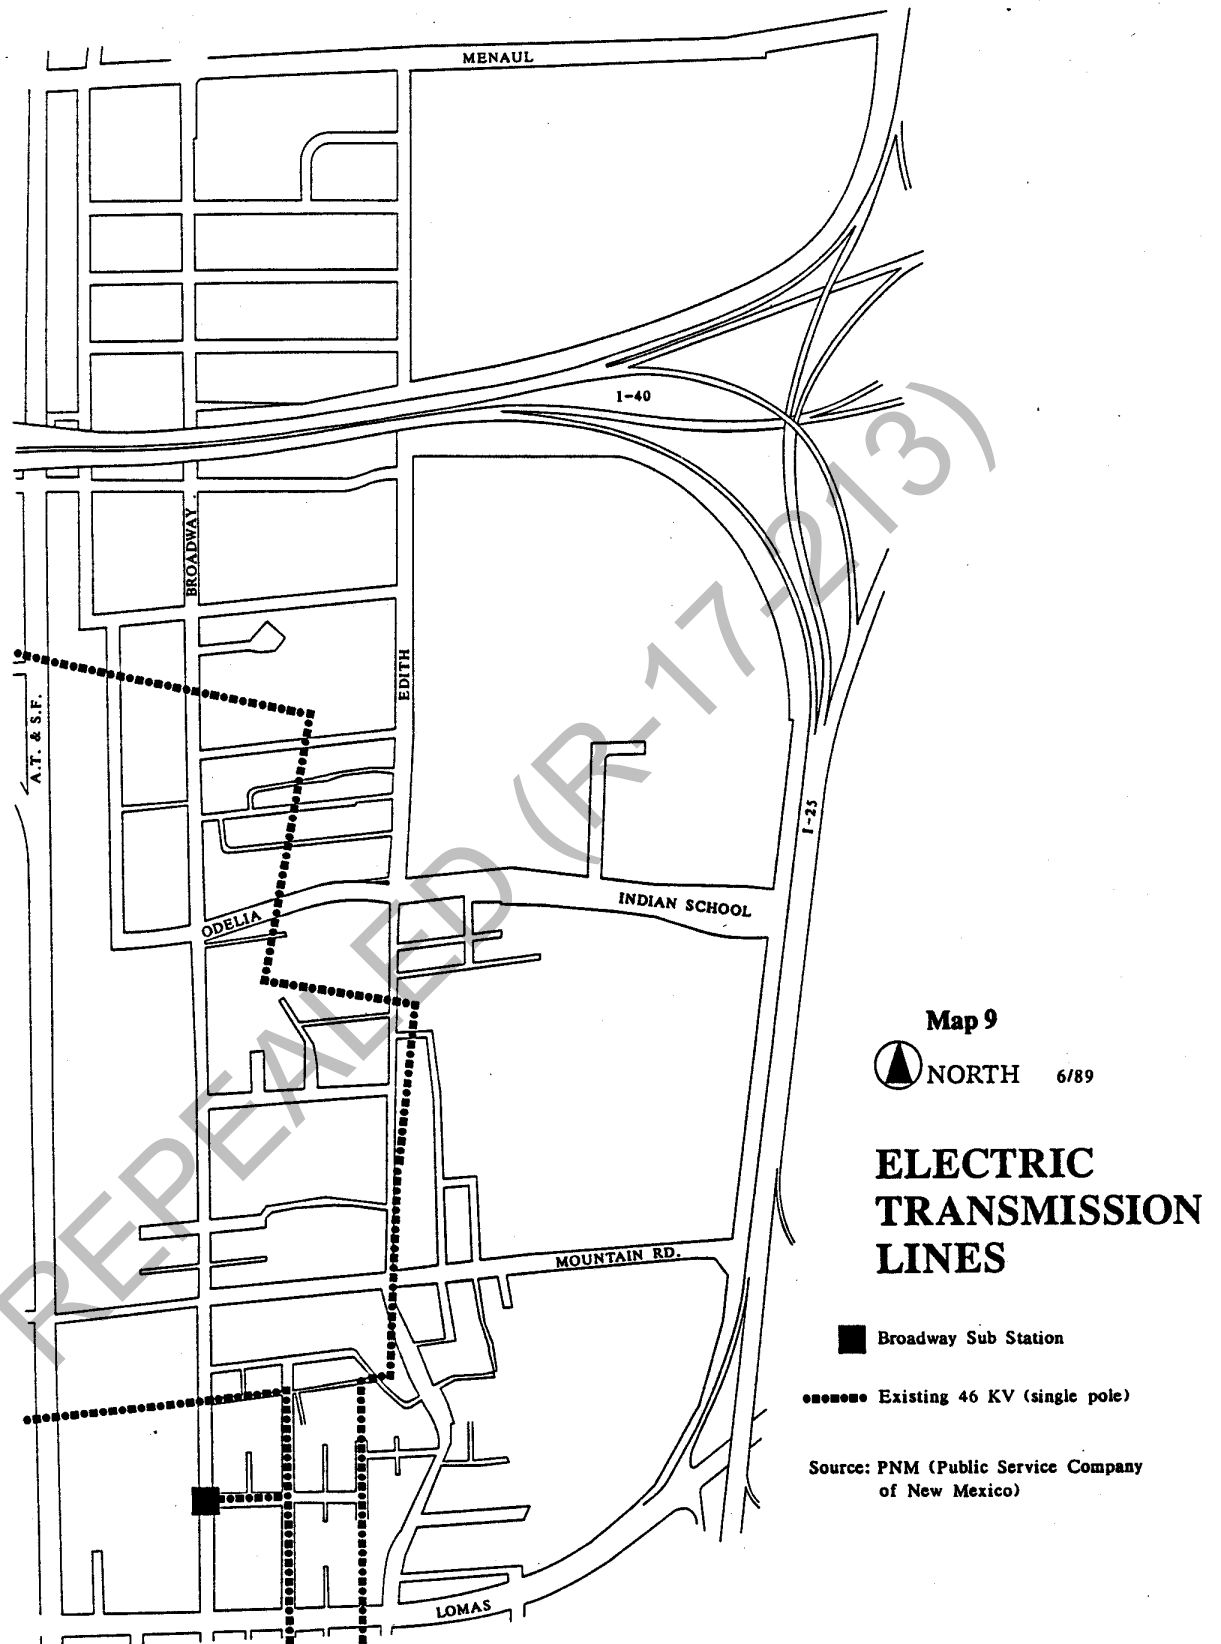 MENAUL
I-40
BROADWAY
EDITH
A.T. & S.F.
I-25
ODELIA
INDIAN SCHOOL
REPEALED (R-17-213)
Map 9
NORTH 6/89
ELECTRIC
TRANSMISSION
LINES
MOUNTAIN RD.
Broadway Sub Station
Existing 46 KV (single pole)
Source: PNM (Public Service Company
of New Mexico)
LOMAS